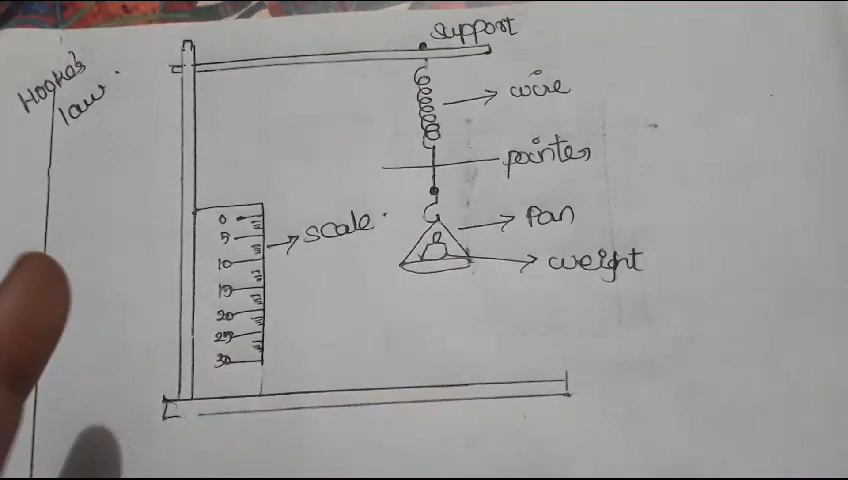 Hooke's
law.
support
wire
pointer
0
5
10
15
20
25
30
scale.
Pan
weight